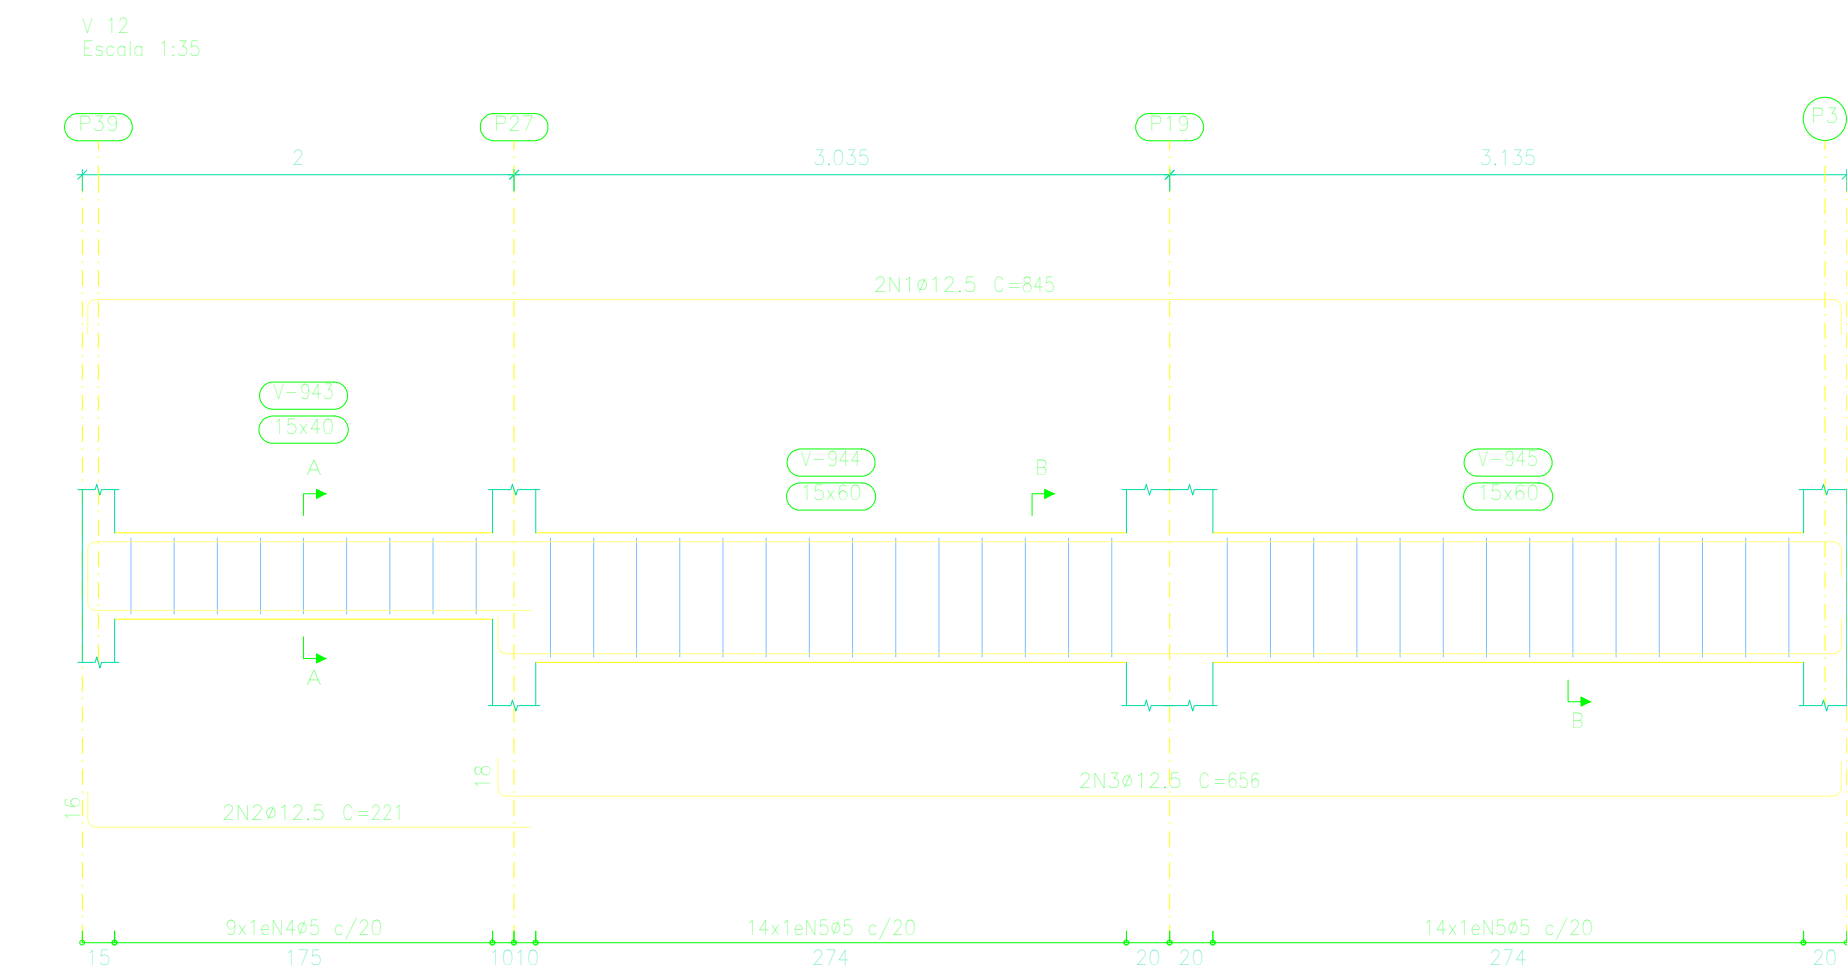 V 12
Escala 1:35
P39
P27
P19
P3
2
3.035
3.135
2N1ø12.5 C=845
V-943
15x40
V-944
15x60
V-945
15x60
A
B
A
B
18
2N3ø12.5 C=656
16
2N2ø12.5 C=221
9x1eN4ø5 c/20
14x1eN5ø5 c/20
14x1eN5ø5 c/20
15
175
1010
274
20
20
274
20